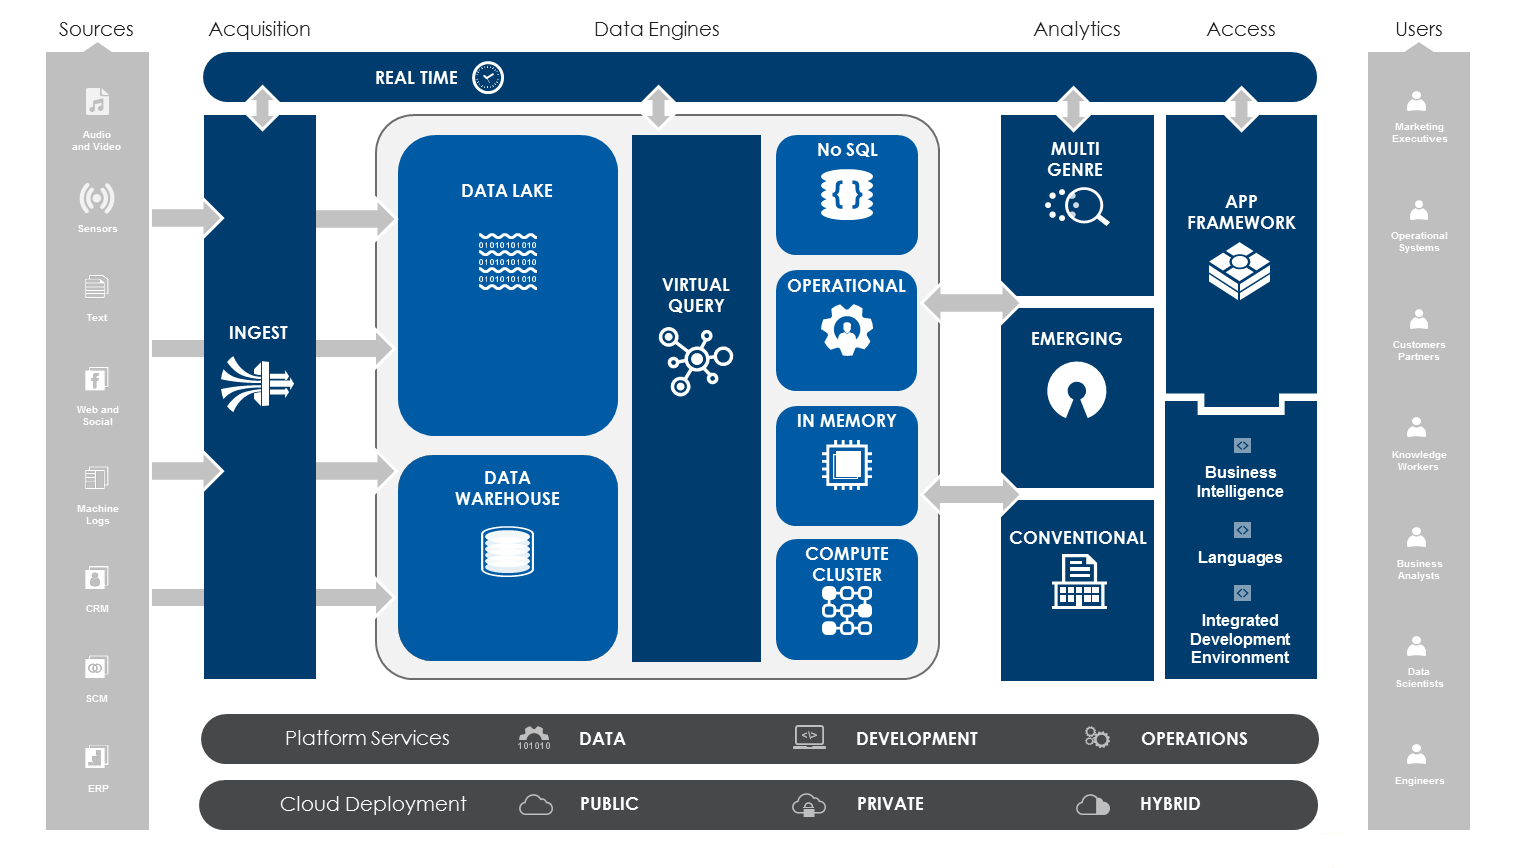 Sources
Acquisition
Data Engines
Analytics
Access
Users
REAL TIME
Audio
and Video
Sensors
Text
Web and
Social
Machine
Logs
CRM
SCM
ERP
INGEST
DATA LAKE
01010101010
01010101010
01010101010
DATA
WAREHOUSE
VIRTUAL
QUERY
No SQL
{ }
OPERATIONAL
IN MEMORY
COMPUTE
CLUSTER
MULTI
GENRE
EMERGING
CONVENTIONAL
APP
FRAMEWORK
Business
Intelligence
Languages
Integrated
Development
Environment
Marketing
Executives
Operational
Systems
Customers
Partners
Knowledge
Workers
Business
Analysts
Data
Scientists
Engineers
Platform Services
101010
DATA
DEVELOPMENT
OPERATIONS
Cloud Deployment
PUBLIC
PRIVATE
HYBRID